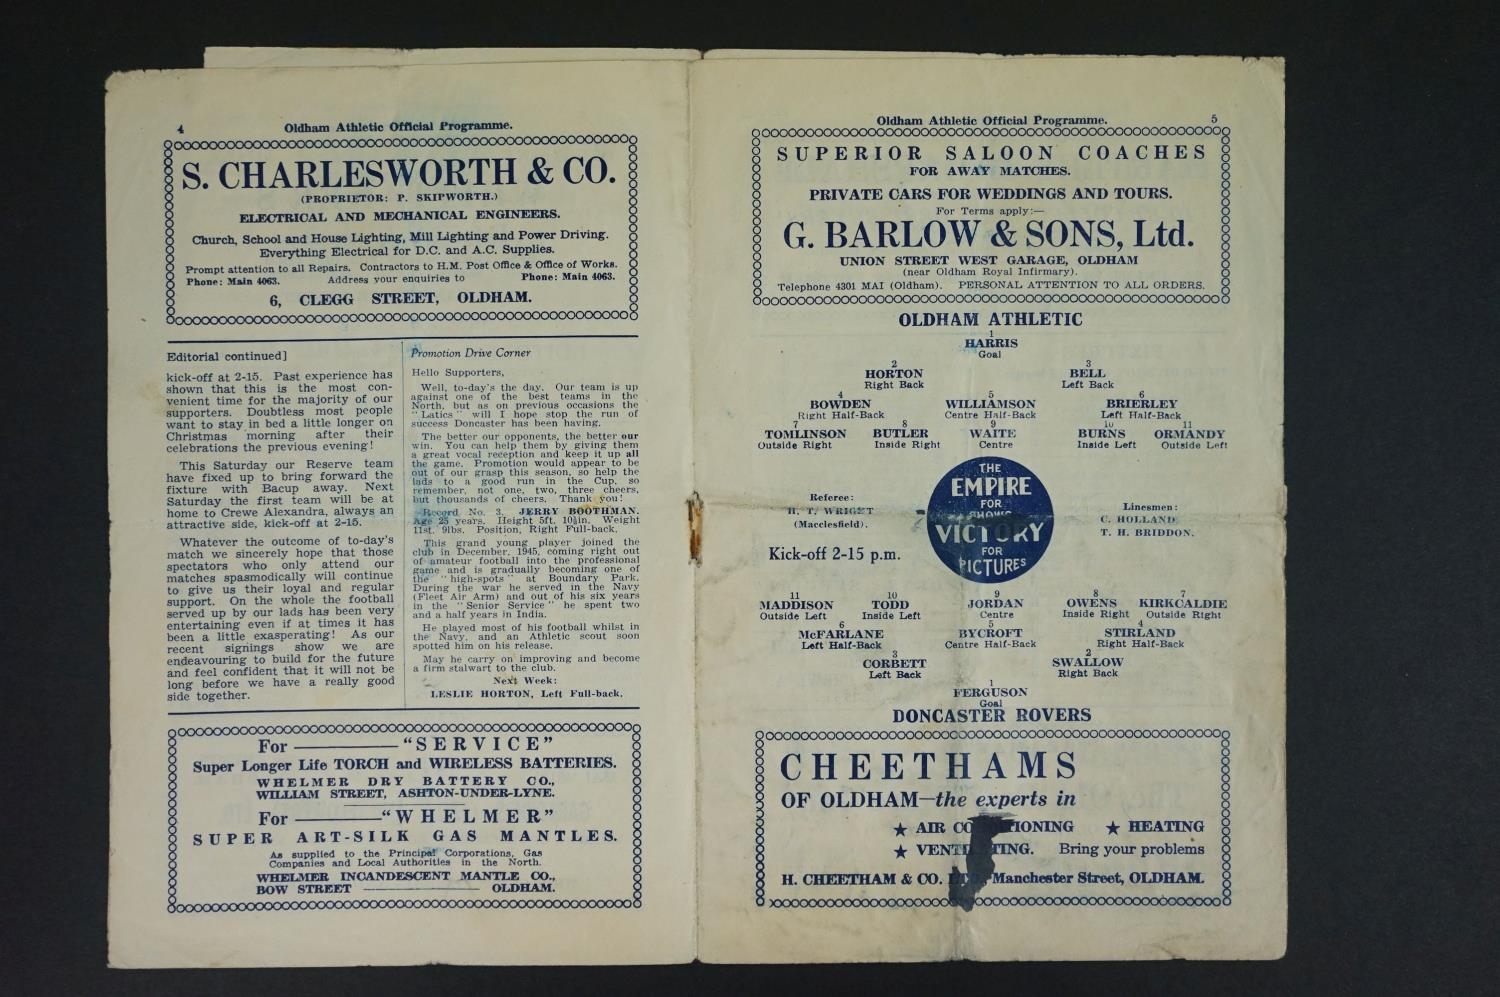 4
Oldham Athletic Official Programme.
S. CHARLESWORTH & CO.
(PROPRIETOR: P. SKIPWORTH.)
ELECTRICAL AND MECHANICAL ENGINEERS.
Church, School and House Lighting, Mill Lighting and Power Driving.
Everything Electrical for D.C. and A.C. Supplies.
Prompt attention to all Repairs. Contractors to H.M. Post Office & Office of Works.
Phone: Main 4063. Address your enquiries to Phone: Main 4063.
6, CLEGG STREET, OLDHAM.
Editorial continued]
kick-off at 2-15. Past experience has
shown that this is the most con-
venient time for the majority of our
supporters. Doubtless most people
want to stay in bed a little longer on
Christmas morning after their
celebrations the previous evening!
This Saturday our Reserve team
have fixed up to bring forward the
fixture with Bacup away. Next
Saturday the first team will be at
home to Crewe Alexandra, always an
attractive side, kick-off at 2-15.
Whatever the outcome of to-day's
match we sincerely hope that those
spectators who only attend our
matches spasmodically will continue
to give us their loyal and regular
support. On the whole the football
served up by our lads has been very
entertaining even if at times it has
been a little exasperating! As our
recent signings show we are
endeavouring to build for the future
and feel confident that it will not be
long before we have a really good
side together.
Promotion Drive Corner
Hello Supporters,
Well, to-day's the day. Our team is up
against one of the best teams in the
North, but as on previous occasions the
"Latics" will I hope stop the run of
success Doncaster has been having.
The better our opponents, the better our
win. You can help them by giving them
a great vocal reception and keep it up all
the game. Promotion would appear to be
out of our grasp this season, so help the
lads to a good run in the Cup, so
remember, not one, two, three cheers,
but thousands of cheers. Thank you!
Record No. 3. JERRY BOOTHMAN.
Age 25 years. Height 5ft. 10½in. Weight
11st. 9lbs. Position, Right Full-back.
This grand young player joined the
club in December, 1945, coming right out
of amateur football into the professional
game and is gradually becoming one of
the "high-spots" at Boundary Park.
During the war he served in the Navy
(Fleet Air Arm) and out of his six years
in the "Senior Service" he spent two
and a half years in India.
He played most of his football whilst in
the Navy, and an Athletic scout soon
spotted him on his release.
May he carry on improving and become
a firm stalwart to the club.
Next Week:
LESLIE HORTON, Left Full-back.
For ———— "SERVICE"
Super Longer Life TORCH and WIRELESS BATTERIES.
WHELMER DRY BATTERY CO.,
WILLIAM STREET, ASHTON-UNDER-LYNE.
For ————"WHELMER"
SUPER ART-SILK GAS MANTLES.
As supplied to the Principal Corporations, Gas
Companies and Local Authorities in the North.
WHELMER INCANDESCENT MANTLE CO.,
BOW STREET ———— OLDHAM.
Oldham Athletic Official Programme. 5
SUPERIOR SALOON COACHES
FOR AWAY MATCHES.
PRIVATE CARS FOR WEDDINGS AND TOURS.
For Terms apply:—
G. BARLOW & SONS, Ltd.
UNION STREET WEST GARAGE, OLDHAM
(near Oldham Royal Infirmary).
Telephone 4301 MAI (Oldham). PERSONAL ATTENTION TO ALL ORDERS.
OLDHAM ATHLETIC
1
HARRIS
Goal
2 3
HORTON BELL
Right Back Left Back
4 5 6
BOWDEN WILLIAMSON BRIERLEY
Right Half-Back Centre Half-Back Left Half-Back
7 8 9 10 11
TOMLINSON BUTLER WAITE BURNS ORMANDY
Outside Right Inside Right Centre Inside Left Outside Left
THE
EMPIRE
FOR
SHOWS
VICTORY
FOR
PICTURES
Referee:
H. T. WRIGHT
(Macclesfield).
Kick-off 2-15 p.m.
Linesmen:
C. HOLLAND
T. H. BRIDDON.
11 10 9 8 7
MADDISON TODD JORDAN OWENS KIRKCALDIE
Outside Left Inside Left Centre Inside Right Outside Right
6 5 4
McFARLANE BYCROFT STIRLAND
Left Half-Back Centre Half-Back Right Half-Back
3 2
CORBETT SWALLOW
Left Back Right Back
1
FERGUSON
Goal
DONCASTER ROVERS
CHEETHAMS
OF OLDHAM—the experts in
★ AIR CONDITIONING ★ HEATING
★ VENTILATING. Bring your problems
H. CHEETHAM & CO. LTD., Manchester Street, OLDHAM.